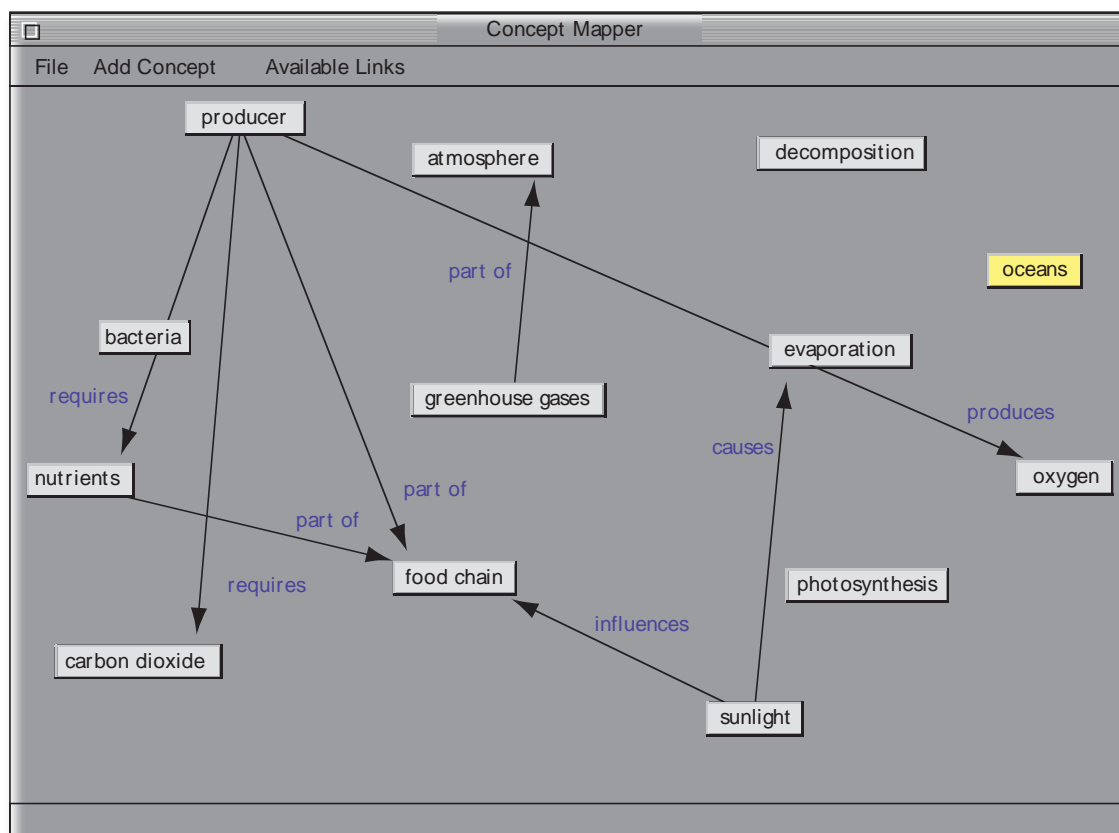 Concept Mapper
File Add Concept Available Links
producer
atmosphere
decomposition
part of
oceans
bacteria
evaporation
requires
greenhouse gases
produces
causes
nutrients
part of
oxygen
part of
food chain
requires
photosynthesis
influences
carbon dioxide
sunlight